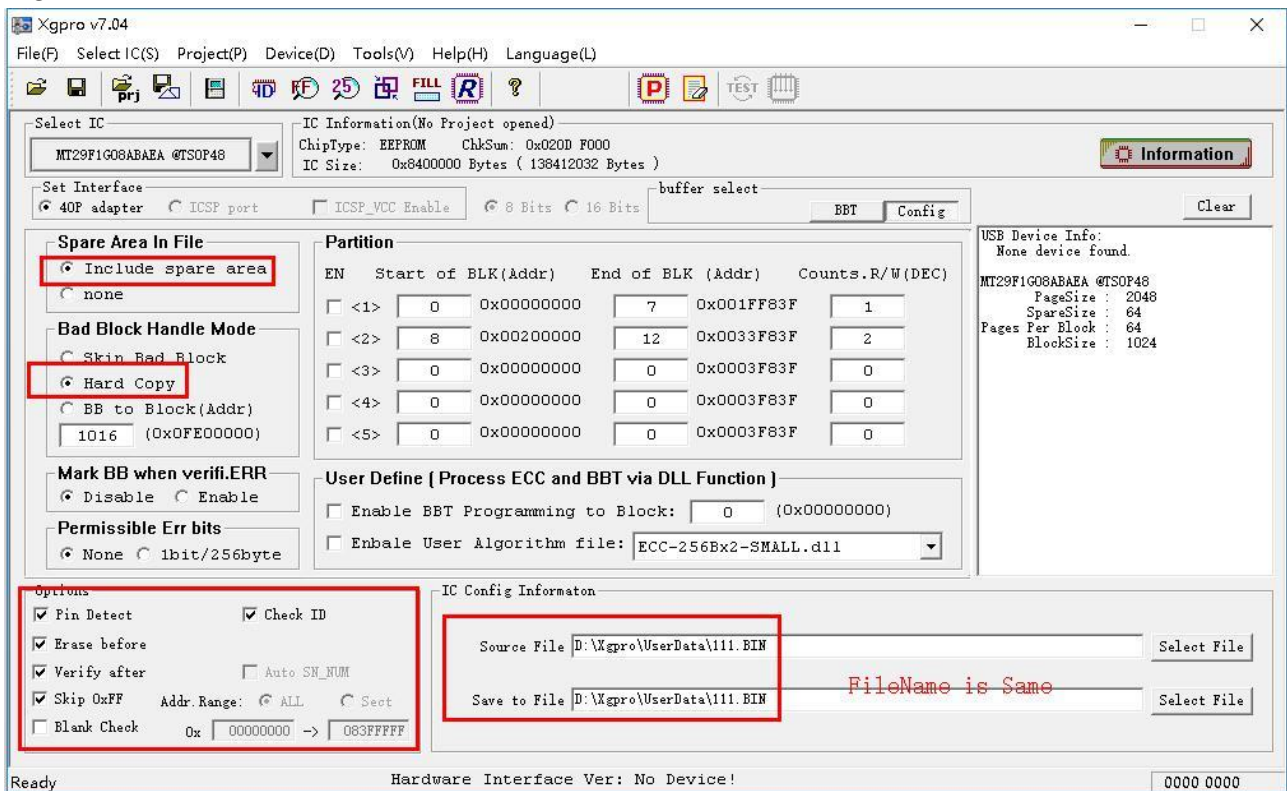 Xgpro v7.04
File(F) Select IC(S) Project(P) Device(D) Tools(V) Help(H) Language(L)
prj FF 25 FILL R ? P TEST
Select IC
MT29F1G08ABAEA @TSOP48
IC Information(No Project opened)
ChipType: EEPROM ChkSum: 0x020D F000
IC Size: 0x8400000 Bytes ( 138412032 Bytes )
Information
Set Interface
40P adapter ICSP port ICSP_VCC Enable 8 Bits 16 Bits
buffer select
BBT Config
Clear
Spare Area In File
Include spare area
none
Bad Block Handle Mode
Skin Bad Block
Hard Copy
BB to Block(Addr)
1016 (0x0FE00000)
Mark BB when verifi.ERR
Disable Enable
Permissible Err bits
None 1bit/256byte
Partition
EN Start of BLK(Addr) End of BLK (Addr) Counts.R/W(DEC)
<1> 0 0x00000000 7 0x001FF83F 1
<2> 8 0x00200000 12 0x0033F83F 2
<3> 0 0x00000000 0 0x0003F83F 0
<4> 0 0x00000000 0 0x0003F83F 0
<5> 0 0x00000000 0 0x0003F83F 0
User Define ( Process ECC and BBT via DLL Function )
Enable BBT Programming to Block: 0 (0x00000000)
Enbale User Algorithm file: ECC-256Bx2-SMALL.dll
USB Device Info:
None device found.
MT29F1G08ABAEA @TSOP48
PageSize : 2048
SpareSize : 64
Pages Per Block : 64
BlockSize : 1024
Options
Pin Detect Check ID
Erase before
Verify after Auto SN_NUM
Skip 0xFF Addr.Range: ALL Sect
Blank Check 0x 00000000 -> 083FFFFF
IC Config Informaton
Source File D:\Xgpro\UserData\111.BIN Select File
FileName is Same
Save to File D:\Xgpro\UserData\111.BIN Select File
Ready Hardware Interface Ver: No Device! 0000 0000